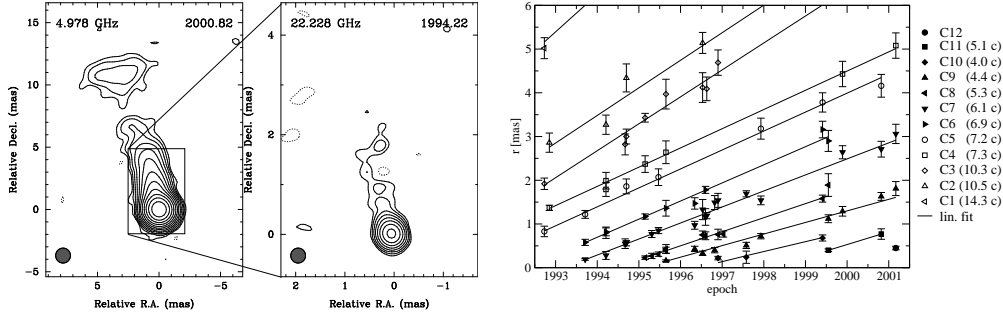 4.978 GHz
2000.82
22.228 GHz
1994.22
Relative Decl. (mas)
15
10
5
0
−5
5
0
−5
Relative R.A. (mas)
Relative Decl. (mas)
4
2
0
2
1
0
−1
Relative R.A. (mas)
r [mas]
6
5
4
3
2
1
0
1993
1994
1995
1996
1997
1998
1999
2000
2001
epoch
C12
C11 (5.1 c)
C10 (4.0 c)
C9 (4.4 c)
C8 (5.3 c)
C7 (6.1 c)
C6 (6.9 c)
C5 (7.2 c)
C4 (7.3 c)
C3 (10.3 c)
C2 (10.5 c)
C1 (14.3 c)
lin. fit